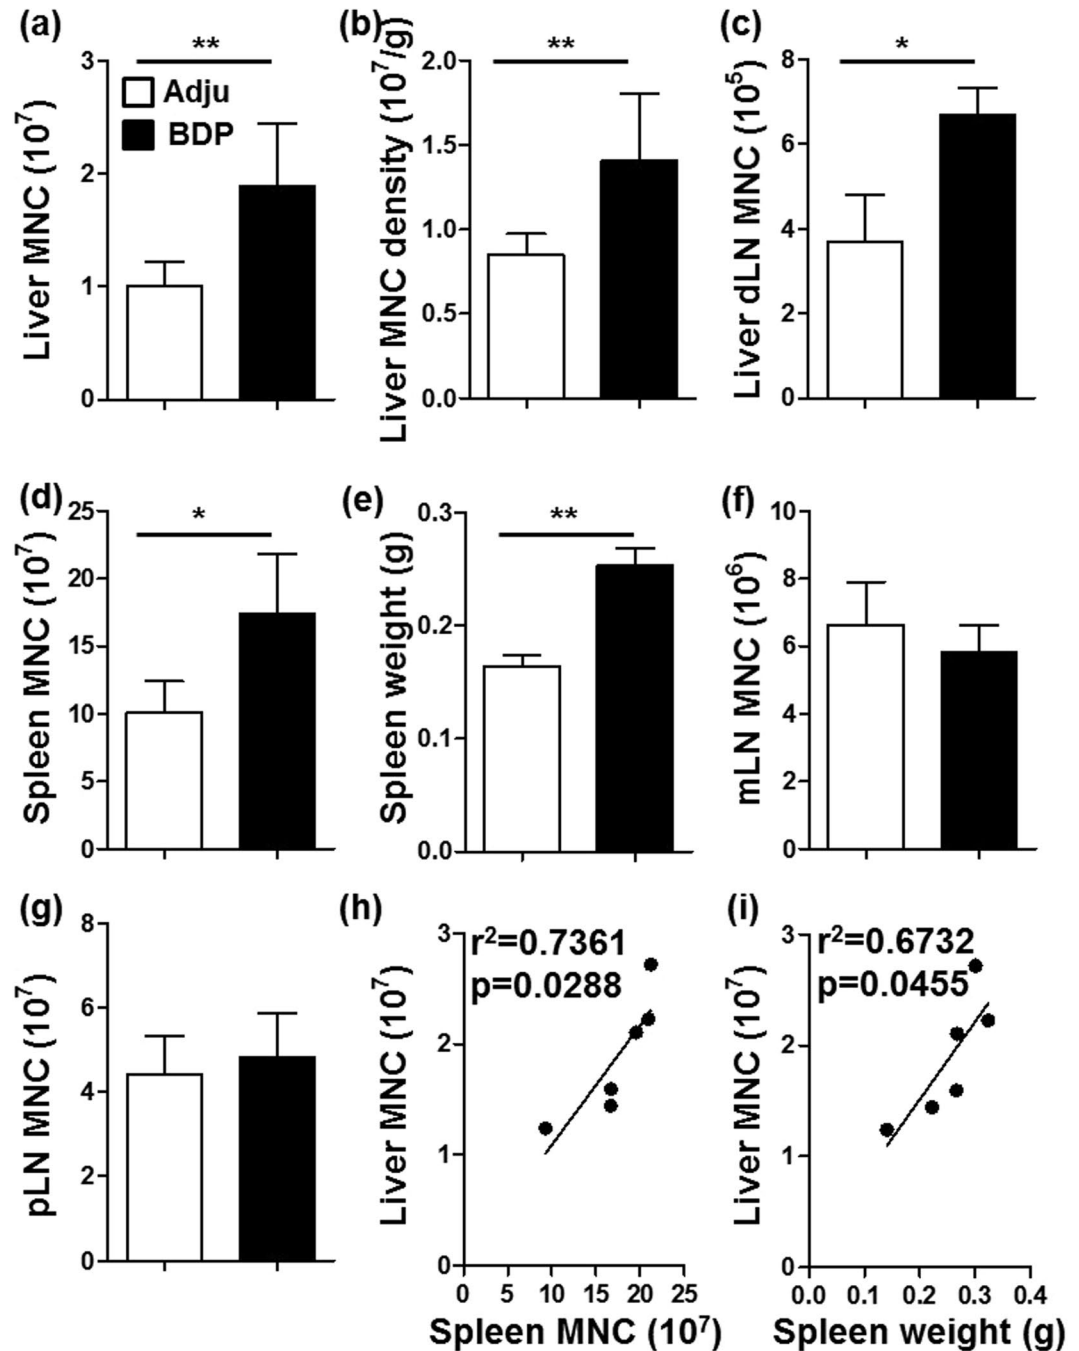 (a)
Liver MNC (10⁷)
3
2
1
0
**
Adju
BDP
(b)
Liver MNC density (10⁷/g)
2.0
1.5
1.0
0.5
0.0
**
(c)
Liver dLN MNC (10⁵)
8
6
4
2
0
*
(d)
Spleen MNC (10⁷)
25
20
15
10
5
0
*
(e)
Spleen weight (g)
0.3
0.2
0.1
0.0
**
(f)
mLN MNC (10⁶)
10
8
6
4
2
0
(g)
pLN MNC (10⁷)
8
6
4
2
0
(h)
Liver MNC (10⁷)
3
2
1
0
r²=0.7361
p=0.0288
0 5 10 15 20 25
Spleen MNC (10⁷)
(i)
Liver MNC (10⁷)
3
2
1
0
r²=0.6732
p=0.0455
0.0 0.1 0.2 0.3 0.4
Spleen weight (g)